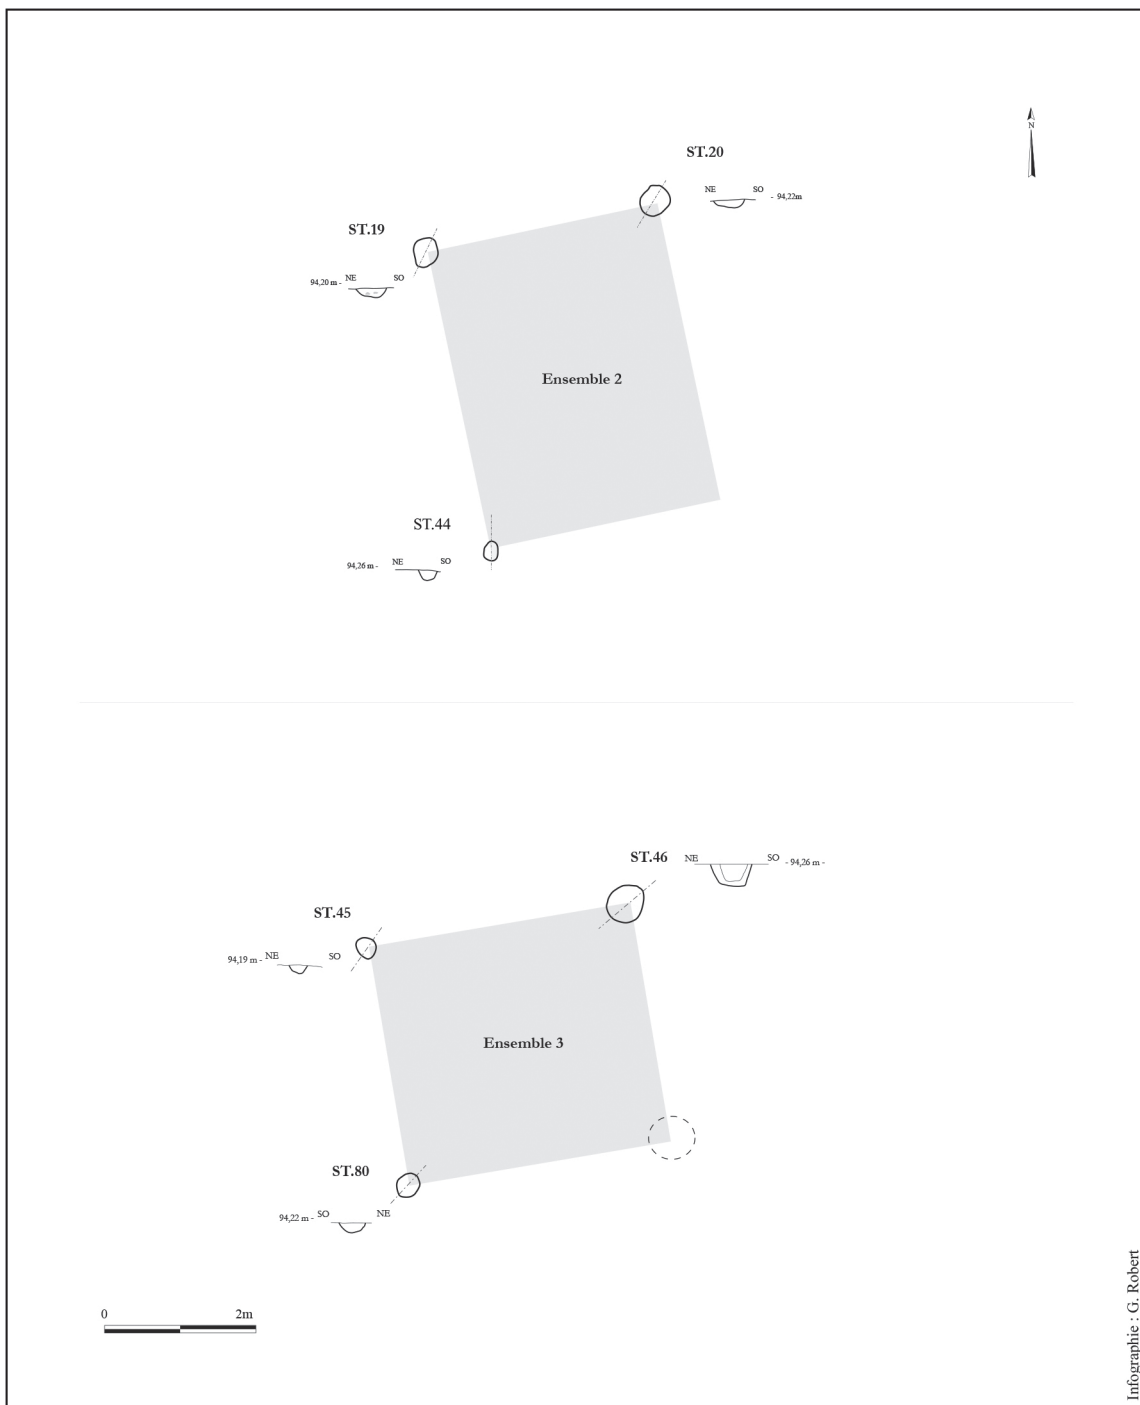 N
ST.20
NE SO - 94,22m
ST.19
94,20 m - NE SO
Ensemble 2
ST.44
94,26 m - NE SO
ST.46 NE SO - 94,26 m -
ST.45
94,19 m - NE SO
Ensemble 3
ST.80
94,22 m - SO NE
0 2m
Infographie : G. Robert